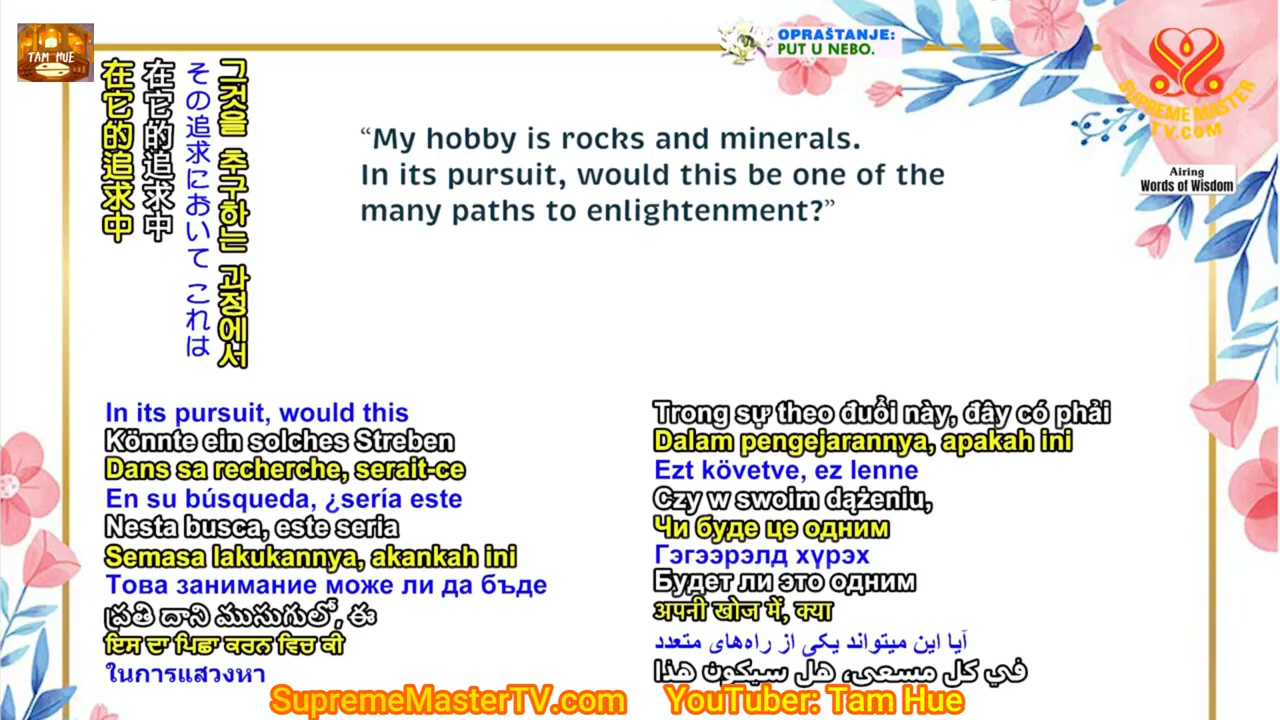 TAM HUE
OPRAŠTANJE:
PUT U NEBO.
SUPREME MASTER
TV.COM
Airing
Words of Wisdom
在它的追求中
在它的追求中
その追求において これは
그것을 추구하는 과정에서
“My hobby is rocks and minerals.
In its pursuit, would this be one of the
many paths to enlightenment?”
In its pursuit, would this
Könnte ein solches Streben
Dans sa recherche, serait-ce
En su búsqueda, ¿sería este
Nesta busca, este seria
Semasa lakukannya, akankah ini
Това занимание може ли да бъде
ప్రతి దాని ముసుగులో, ఈ
ਇਸ ਦਾ ਪਿਛਾ ਕਰਨ ਵਿਚ ਕੀ
ในการแสวงหา
Trong sự theo đuổi này, đây có phải
Dalam pengejarannya, apakah ini
Ezt követve, ez lenne
Czy w swoim dążeniu,
Чи буде це одним
Гэгээрэлд хүрэх
Будет ли это одним
अपनी खोज में, क्या
آیا این میتواند یکی از راه‌های متعدد
في كل مسعى، هل سيكون هذا
SupremeMasterTV.com
YouTuber: Tam Hue